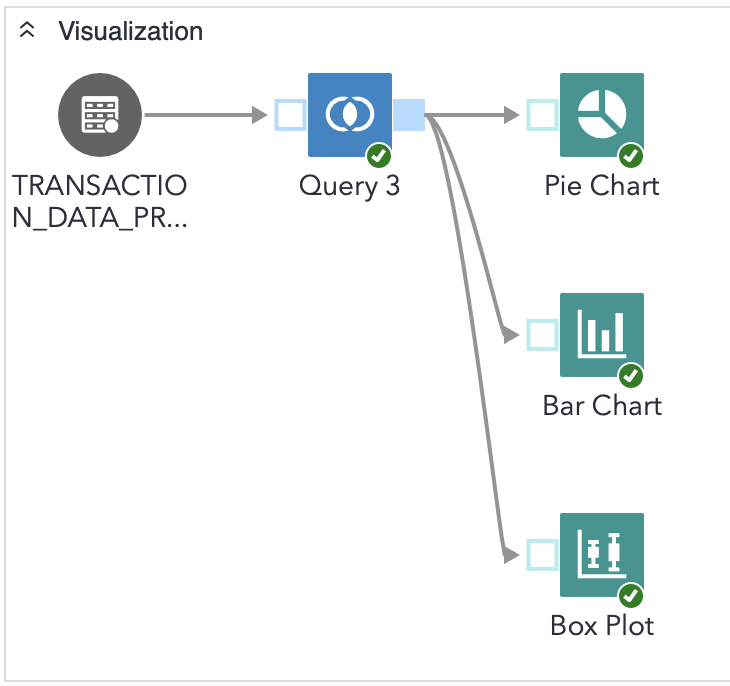 Visualization
TRANSACTIO
N_DATA_PR...
Query 3
Pie Chart
Bar Chart
Box Plot